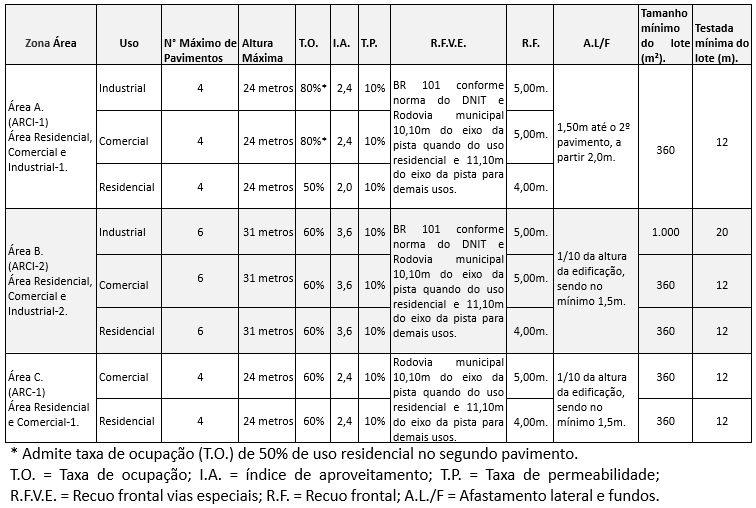 Zona Área | Uso | N° Máximo de Pavimentos | Altura Máxima | T.O. | I.A. | T.P. | R.F.V.E. | R.F. | A.L/F | Tamanho mínimo do lote (m²). | Testada mínima do lote (m).
Área A.
(ARCI-1)
Área Residencial,
Comercial e
Industrial-1.
Industrial | 4 | 24 metros | 80%* | 2,4 | 10% | 5,00m.
Comercial | 4 | 24 metros | 80%* | 2,4 | 10% | 5,00m.
Residencial | 4 | 24 metros | 50% | 2,0 | 10% | 4,00m.
BR 101 conforme
norma do DNIT e
Rodovia municipal
10,10m do eixo da
pista quando do uso
residencial e 11,10m
do eixo da pista para
demais usos.
1,50m até o 2º
pavimento, a
partir 2,0m.
360 | 12
Área B.
(ARCI-2)
Área Residencial,
Comercial e
Industrial-2.
Industrial | 6 | 31 metros | 60% | 3,6 | 10% | 5,00m. | 1.000 | 20
Comercial | 6 | 31 metros | 60% | 3,6 | 10% | 5,00m. | 360 | 12
Residencial | 6 | 31 metros | 60% | 3,6 | 10% | 4,00m. | 360 | 12
BR 101 conforme
norma do DNIT e
Rodovia municipal
10,10m do eixo da
pista quando do uso
residencial e 11,10m
do eixo da pista para
demais usos.
1/10 da altura
da edificação,
sendo no
mínimo 1,5m.
Área C.
(ARC-1)
Área Residencial
e Comercial-1.
Comercial | 4 | 24 metros | 60% | 2,4 | 10% | 5,00m. | 360 | 12
Residencial | 4 | 24 metros | 60% | 2,4 | 10% | 4,00m. | 360 | 12
Rodovia municipal
10,10m do eixo da
pista quando do uso
residencial e 11,10m
do eixo da pista para
demais usos.
1/10 da altura
da edificação,
sendo no
mínimo 1,5m.
* Admite taxa de ocupação (T.O.) de 50% de uso residencial no segundo pavimento.
T.O. = Taxa de ocupação; I.A. = índice de aproveitamento; T.P. = Taxa de permeabilidade;
R.F.V.E. = Recuo frontal vias especiais; R.F. = Recuo frontal; A.L./F = Afastamento lateral e fundos.